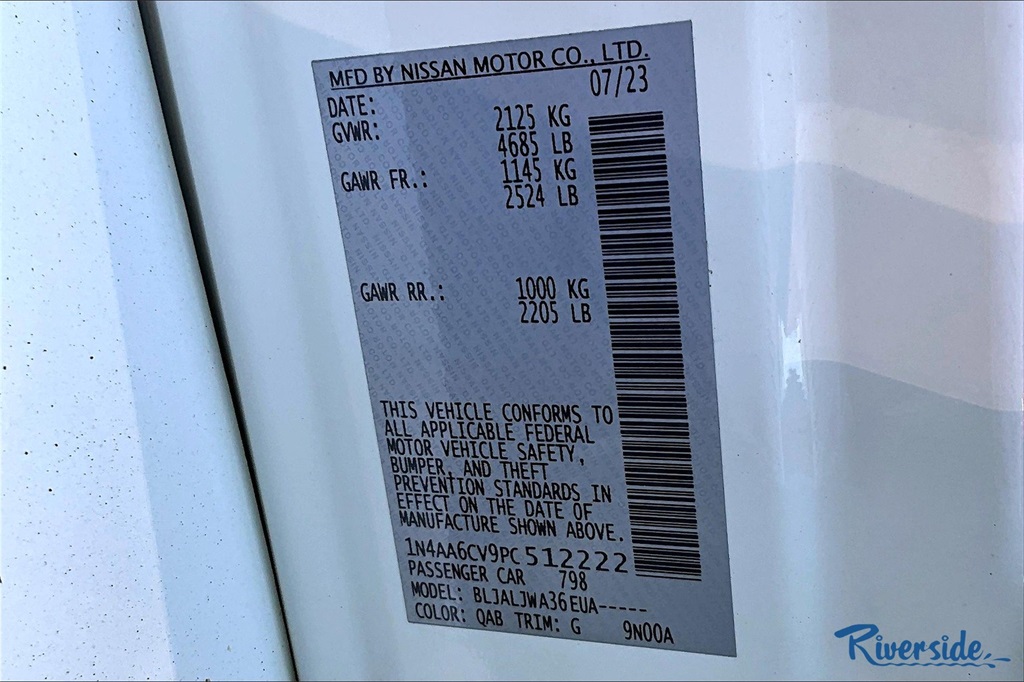 MFD BY NISSAN MOTOR CO., LTD.
DATE: 07/23
GVWR: 2125 KG
4685 LB
GAWR FR.: 1145 KG
2524 LB
GAWR RR.: 1000 KG
2205 LB
THIS VEHICLE CONFORMS TO
ALL APPLICABLE FEDERAL
MOTOR VEHICLE SAFETY,
BUMPER, AND THEFT
PREVENTION STANDARDS IN
EFFECT ON THE DATE OF
MANUFACTURE SHOWN ABOVE.
1N4AA6CV9PC512222
PASSENGER CAR 798
MODEL: BLJALJWA36EUA-----
COLOR: QAB TRIM: G 9N00A
Riverside